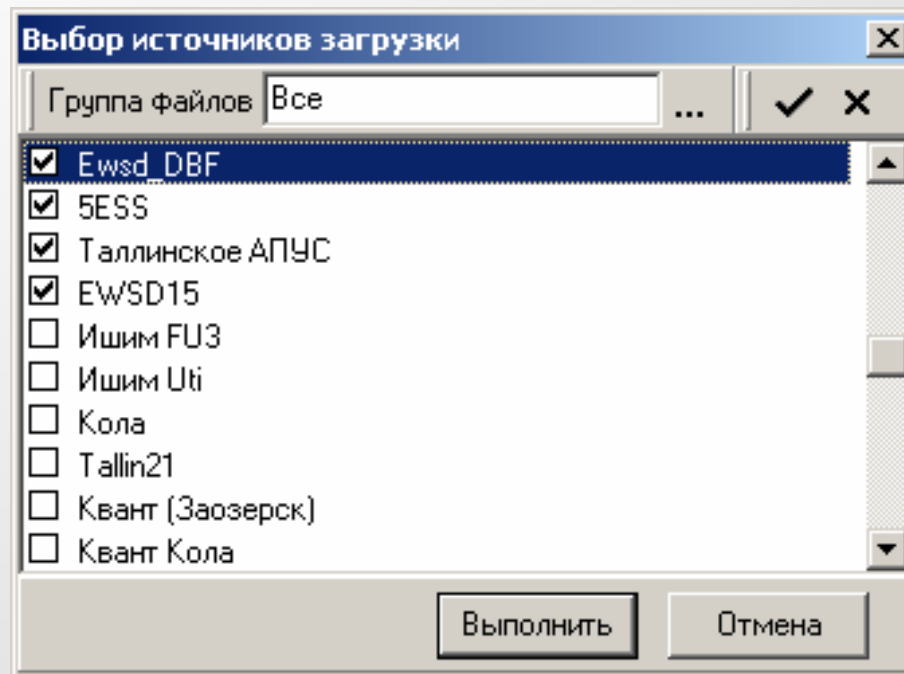 Выбор источников загрузки
Группа файлов Все ...
Ewsd_DBF
5ESS
Таллинское АПУС
EWSD15
Ишим FU3
Ишим Uti
Кола
Tallin21
Квант (Заозерск)
Квант Кола
Выполнить Отмена